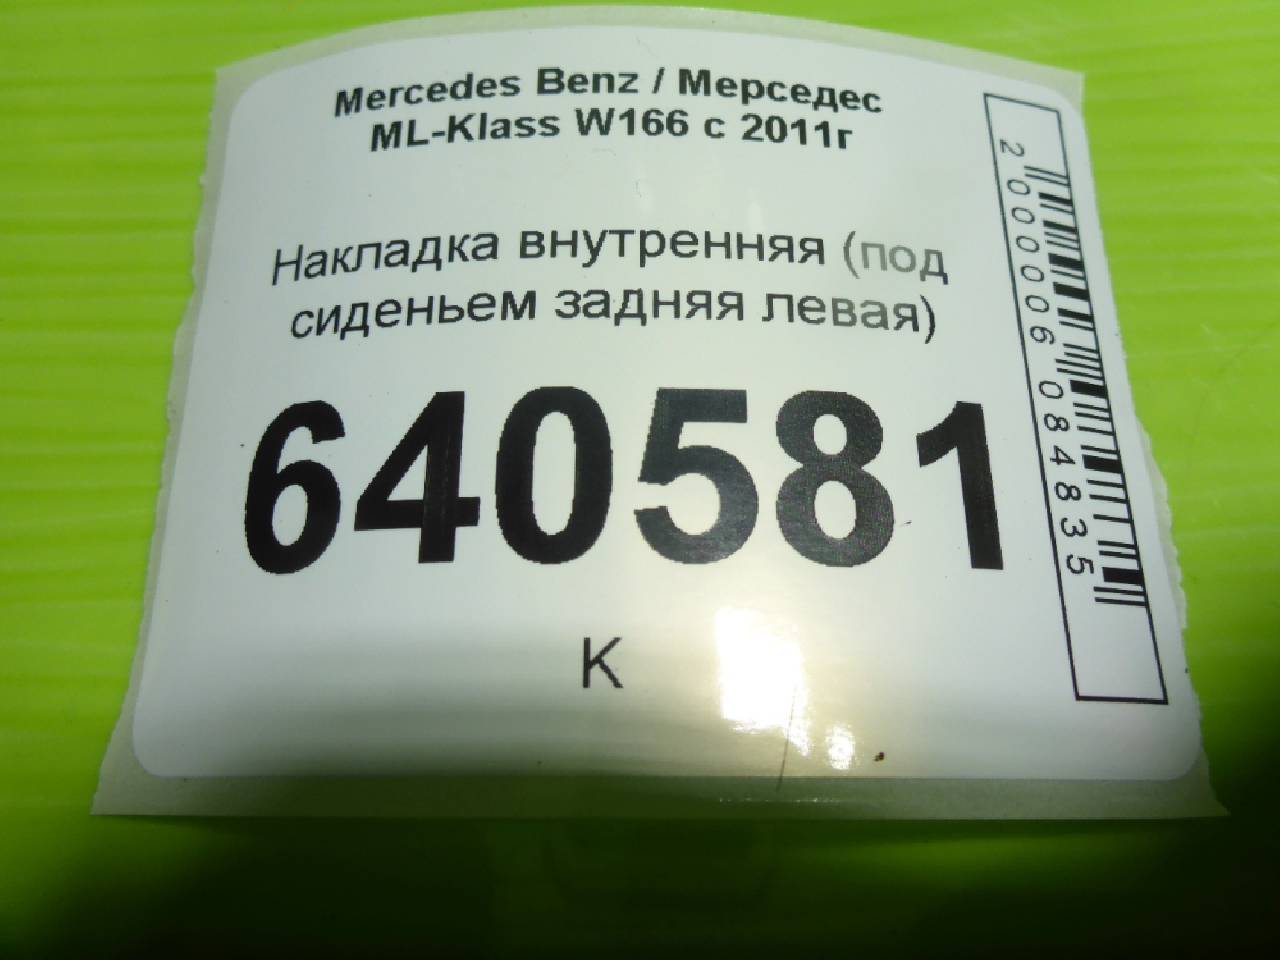 Mercedes Benz / Мерседес
ML-Klass W166 с 2011г
Накладка внутренняя (под
сиденьем задняя левая)
640581
К
2000006084835